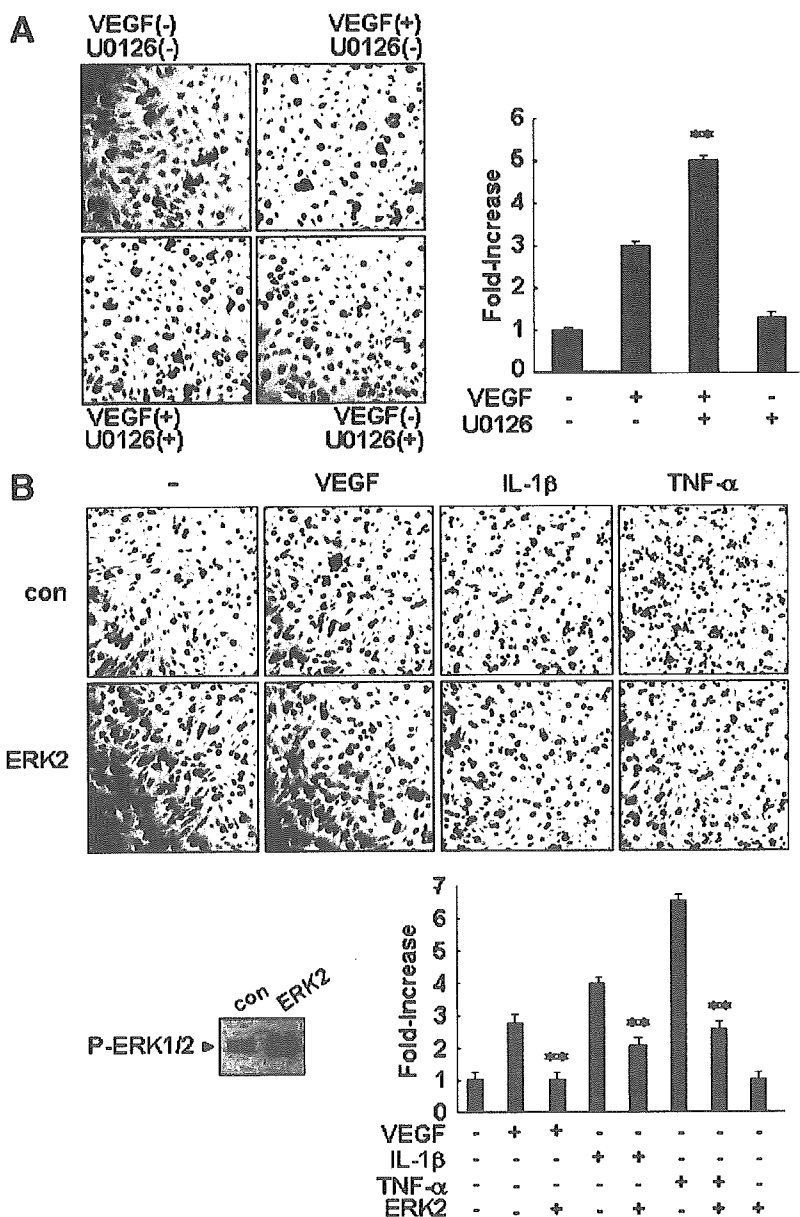 A
VEGF(-)
U0126(-)
VEGF(+)
U0126(-)
VEGF(+)
U0126(+)
VEGF(-)
U0126(+)
Fold-increase
6
5
4
3
2
1
0
**
VEGF - + + -
U0126 - - + +
B
- VEGF IL-1β TNF-α
con
ERK2
con ERK2
P-ERK1/2
Fold-increase
7
6
4
3
2
1
0
** ** **
VEGF - + + - - - - -
IL-1β - - - + + - - -
TNF-α - - - - - + + -
ERK2 - - + - + - + +